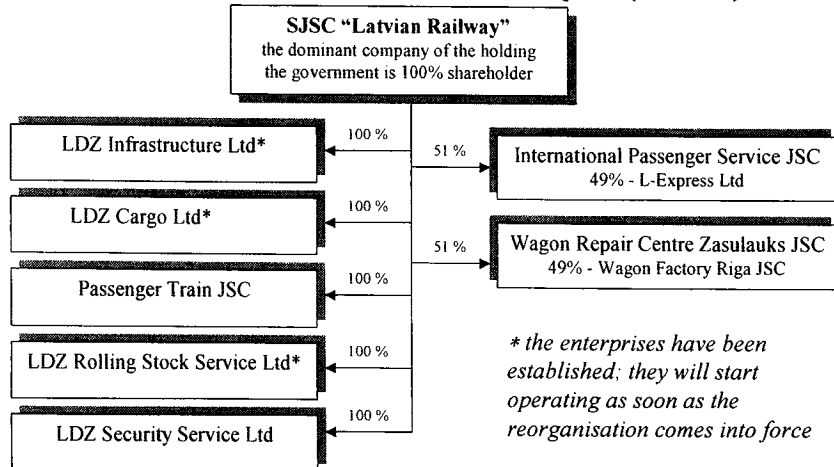 SJSC “Latvian Railway”
the dominant company of the holding
the government is 100% shareholder
100 %
LDZ Infrastructure Ltd*
51 %
International Passenger Service JSC
49% - L-Express Ltd
100 %
LDZ Cargo Ltd*
51 %
Wagon Repair Centre Zasulauks JSC
49% - Wagon Factory Riga JSC
100 %
Passenger Train JSC
100 %
LDZ Rolling Stock Service Ltd*
100 %
LDZ Security Service Ltd
* the enterprises have been
established; they will start
operating as soon as the
reorganisation comes into force